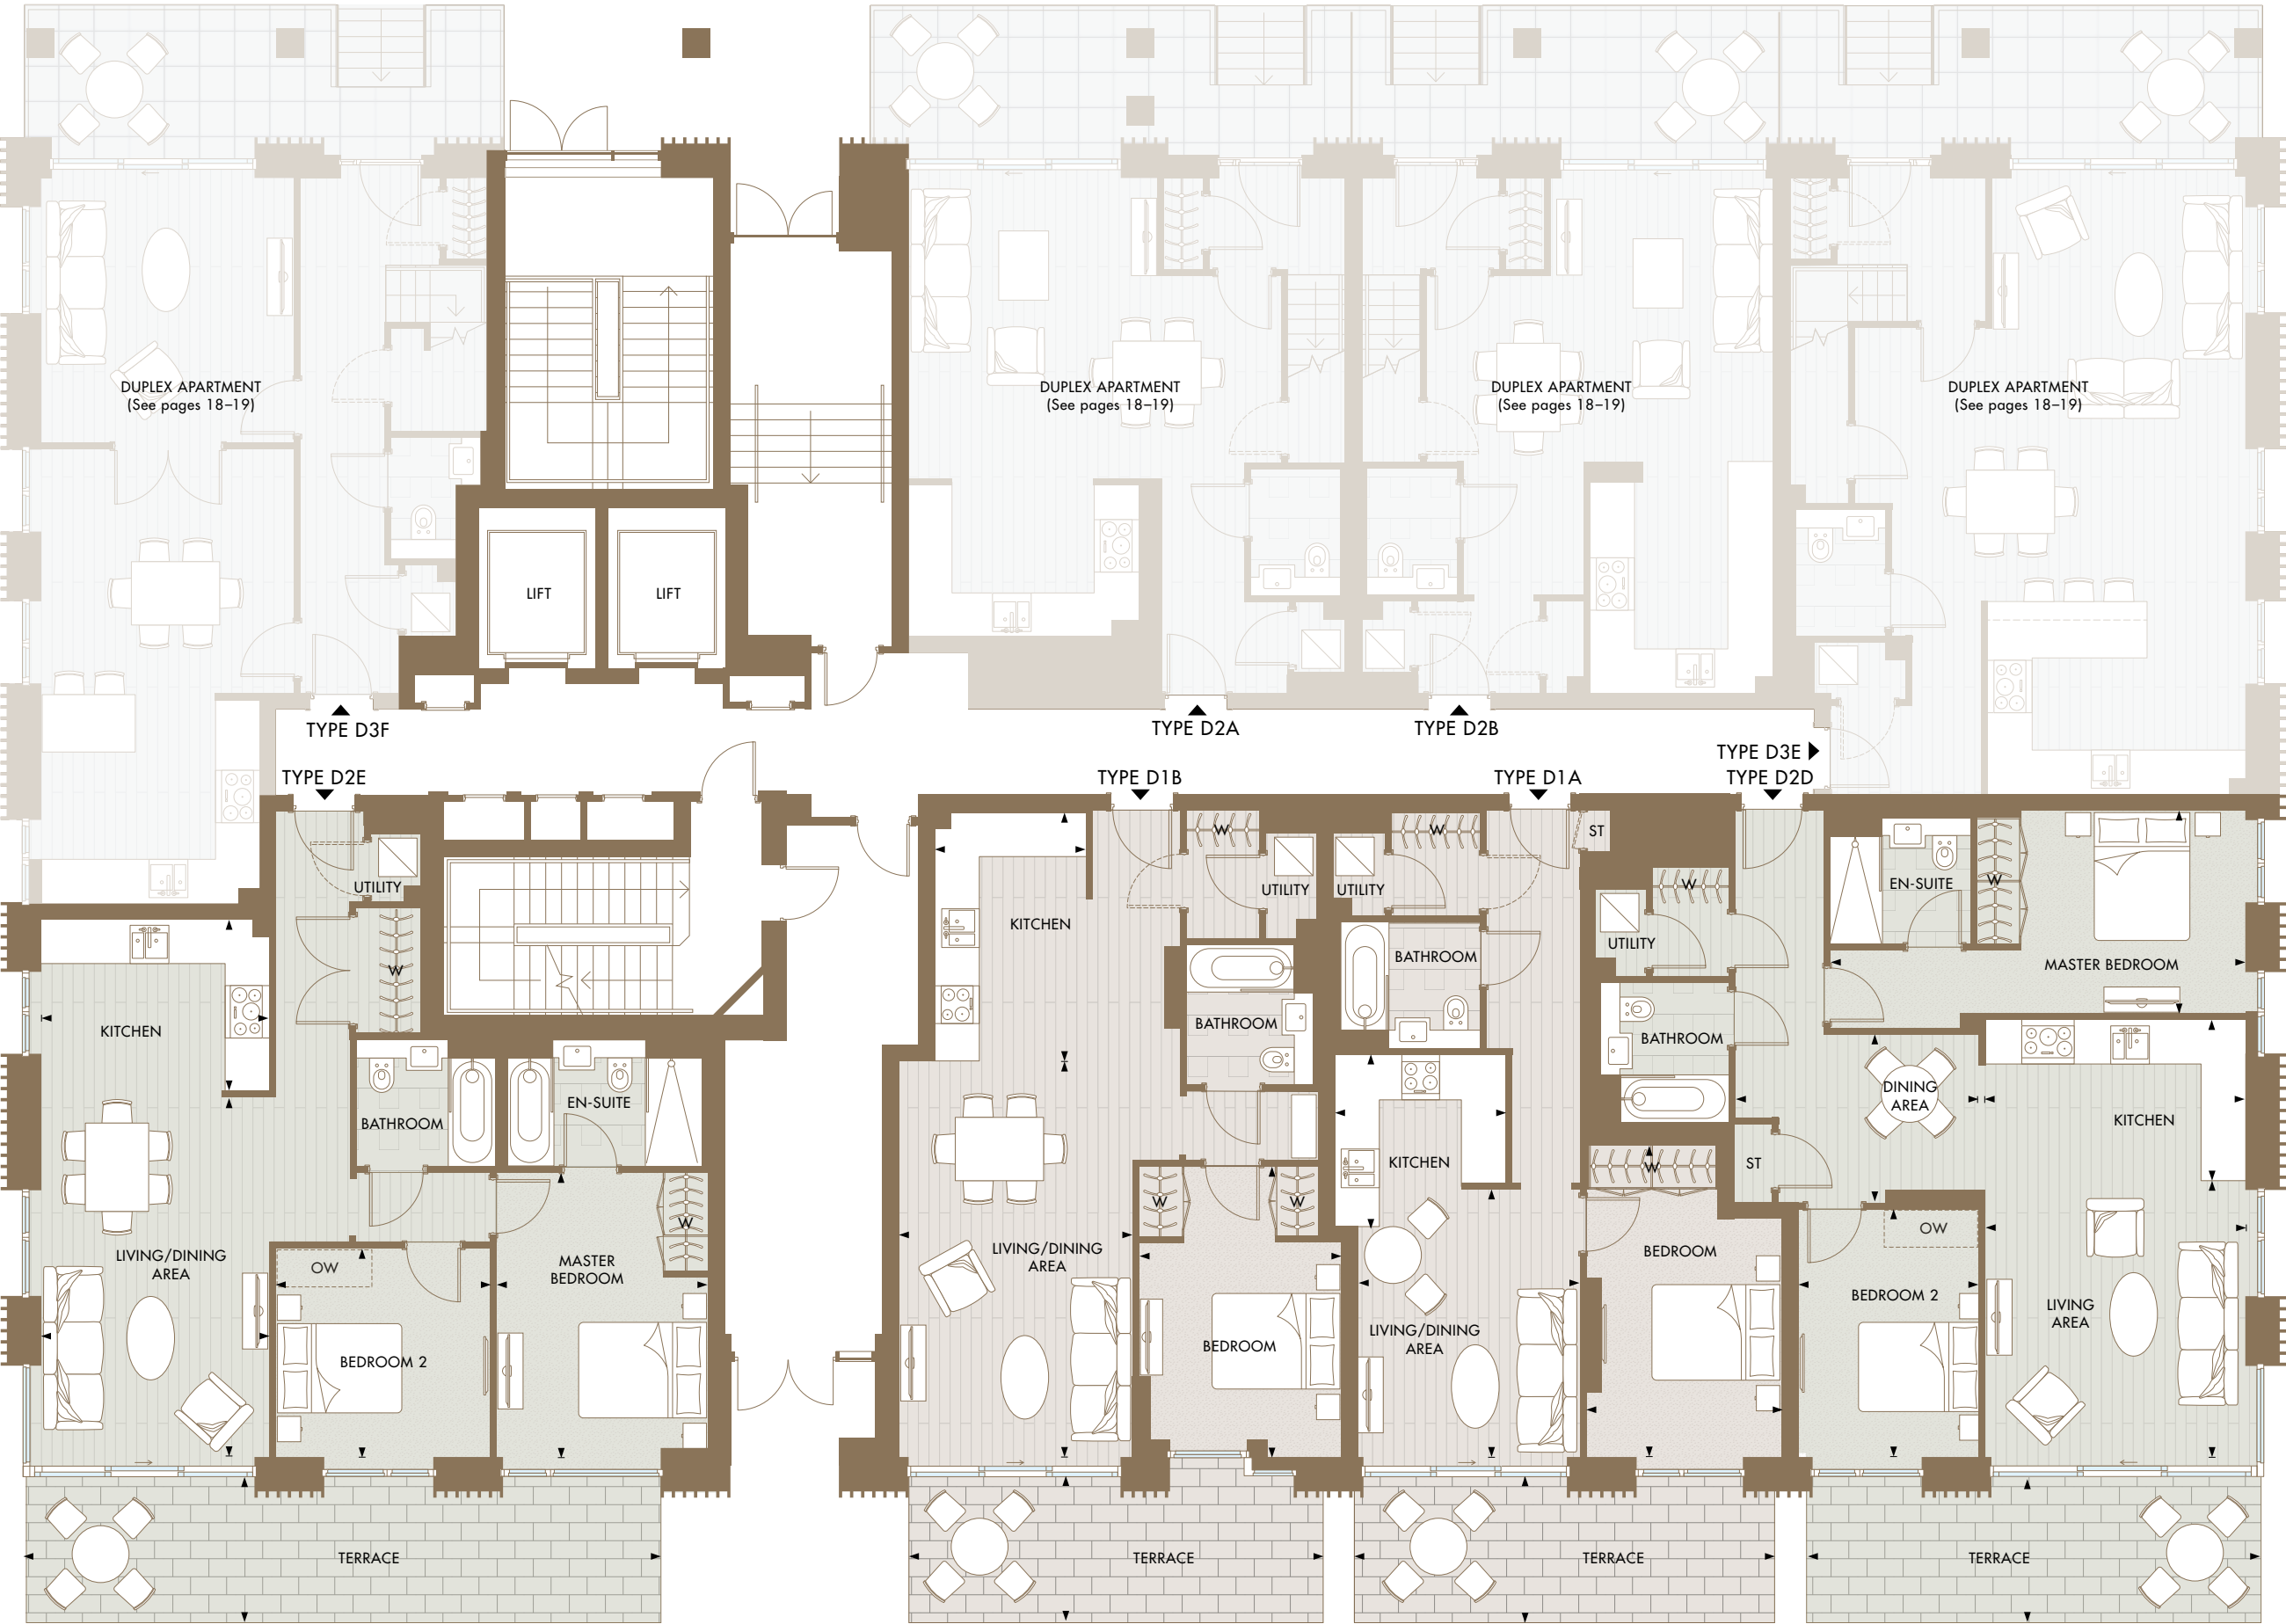 DUPLEX APARTMENT
(See pages 18–19)
DUPLEX APARTMENT
(See pages 18–19)
DUPLEX APARTMENT
(See pages 18–19)
DUPLEX APARTMENT
(See pages 18–19)
LIFT
LIFT
TYPE D3F
TYPE D2A
TYPE D2B
TYPE D3E
TYPE D2E
TYPE D1B
TYPE D1A
TYPE D2D
UTILITY
W
KITCHEN
BATHROOM
EN-SUITE
W
LIVING/DINING
AREA
OW
MASTER
BEDROOM
BEDROOM 2
TERRACE
W
UTILITY
KITCHEN
BATHROOM
W
W
LIVING/DINING
AREA
BEDROOM
TERRACE
W
ST
UTILITY
BATHROOM
KITCHEN
W
BEDROOM
LIVING/DINING
AREA
TERRACE
W
UTILITY
EN-SUITE
W
MASTER BEDROOM
BATHROOM
DINING
AREA
KITCHEN
ST
OW
BEDROOM 2
LIVING
AREA
TERRACE